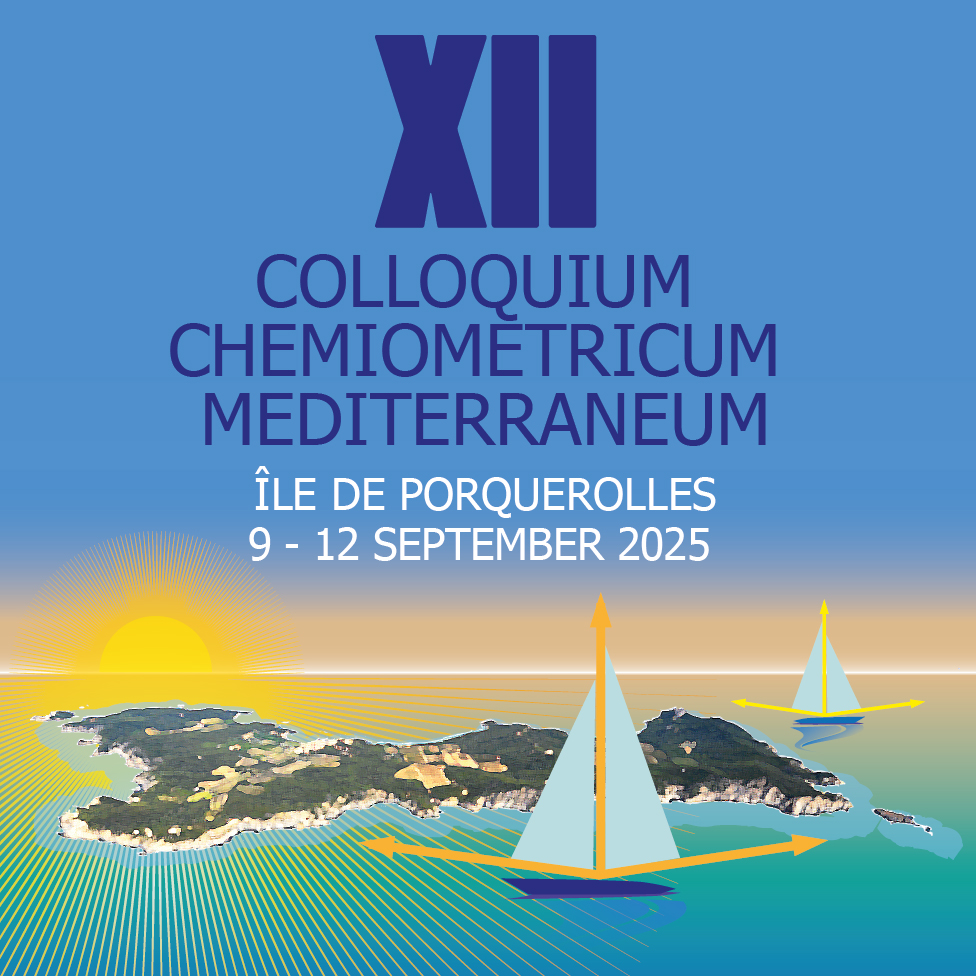 XII
COLLOQUIUM
CHEMIOMETRICUM
MEDITERRANEUM
ÎLE DE PORQUEROLLES
9 - 12 SEPTEMBER 2025